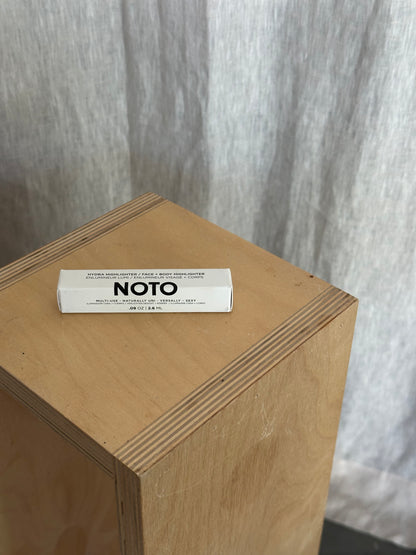 HYDRA HIGHLIGHTER / FACE + BODY HIGHLIGHTER
ENLUMINEUR LUMI / ENLUMINEUR VISAGE + CORPS
NOTO
MULTI-USE - NATURALLY UNI - VERSALLY - SEXY
.09 OZ | 2.6 ML